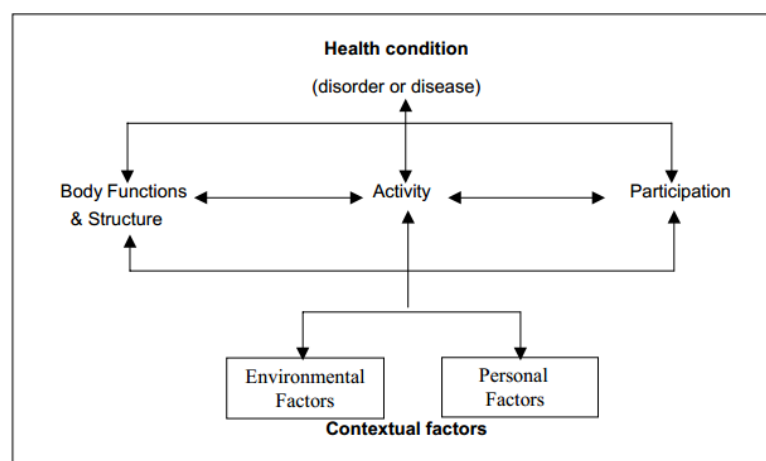 Health condition
(disorder or disease)
Body Functions
& Structure
Activity
Participation
Environmental
Factors
Personal
Factors
Contextual factors